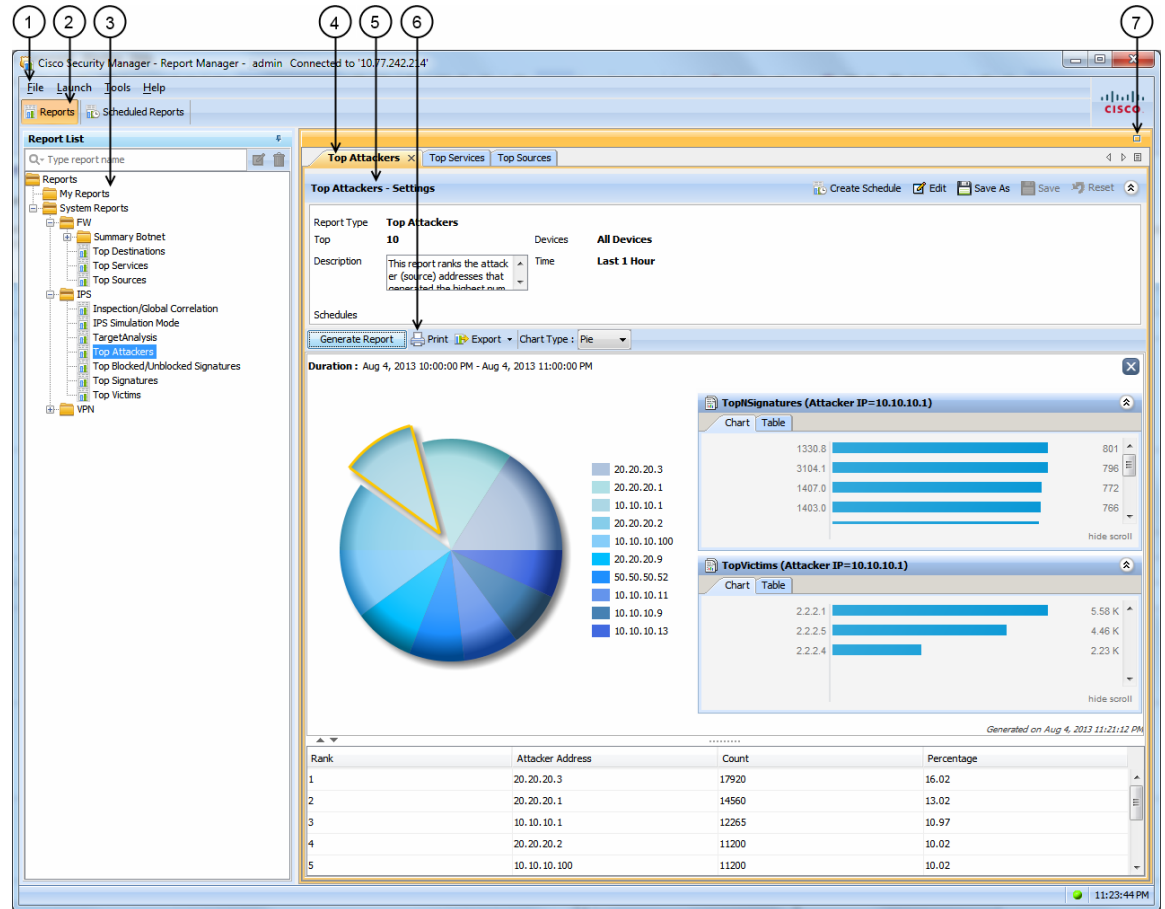 1 2 3 4 5 6 7
Cisco Security Manager - Report Manager - admin Connected to '10.77.242.214'
File Launch Tools Help
Reports Scheduled Reports
CISCO
Report List
Type report name
Reports
My Reports
System Reports
FW
Summary Botnet
Top Destinations
Top Services
Top Sources
IPS
Inspection/Global Correlation
IPS Simulation Mode
TargetAnalysis
Top Attackers
Top Blocked/Unblocked Signatures
Top Signatures
Top Victims
VPN
Top Attackers Top Services Top Sources
Top Attackers - Settings
Create Schedule Edit Save As Save Reset
Report Type Top Attackers
Top 10 Devices All Devices
Description This report ranks the attack Time Last 1 Hour
er (source) addresses that
generated the highest num
Schedules
Generate Report Print Export Chart Type : Pie
Duration : Aug 4, 2013 10:00:00 PM - Aug 4, 2013 11:00:00 PM
20.20.20.3
20.20.20.1
10.10.10.1
20.20.20.2
10.10.10.100
20.20.20.9
50.50.50.52
10.10.10.11
10.10.10.9
10.10.10.13
TopNSignatures (Attacker IP=10.10.10.1)
Chart Table
1330.8 801
3104.1 796
1407.0 772
1403.0 766
hide scroll
TopVictims (Attacker IP=10.10.10.1)
Chart Table
2.2.2.1 5.58 K
2.2.2.5 4.46 K
2.2.2.4 2.23 K
hide scroll
Generated on Aug 4, 2013 11:21:12 PM
Rank Attacker Address Count Percentage
1 20.20.20.3 17920 16.02
2 20.20.20.1 14560 13.02
3 10.10.10.1 12265 10.97
4 20.20.20.2 11200 10.02
5 10.10.10.100 11200 10.02
11:23:44 PM